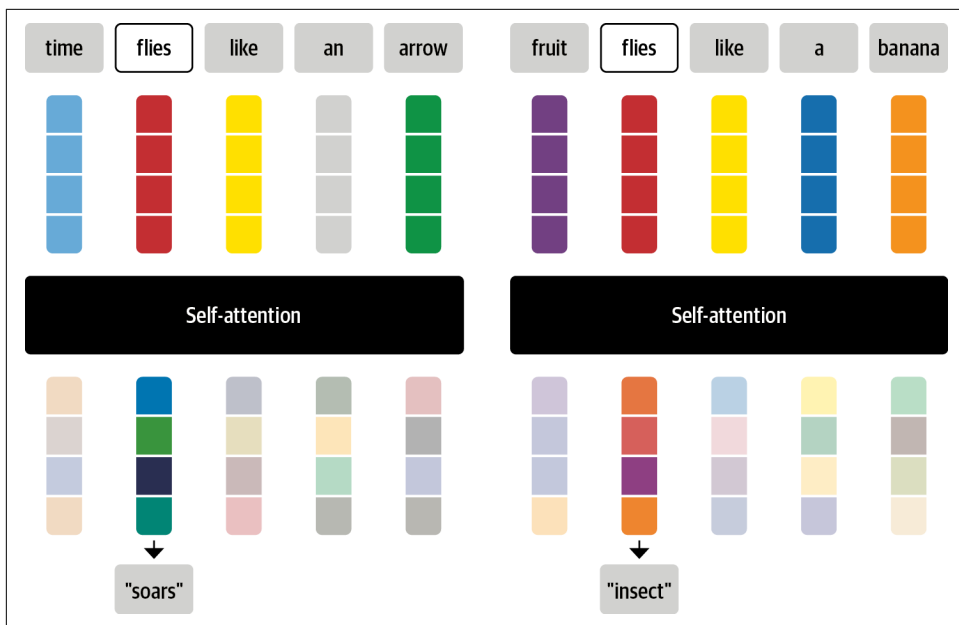 time flies like an arrow
fruit flies like a banana
Self-attention
Self-attention
"soars"
"insect"